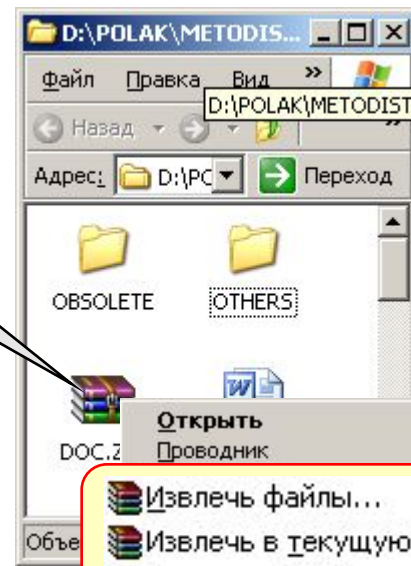 D:\POLAK\METODIS...
Файл Правка Вид »
D:\POLAK\METODIST
Назад »
Адрес: D:\PC Переход
OBSOLETE OTHERS
DOC.Z
Открыть
Проводник
Извлечь файлы...
Извлечь в текущую
Объе